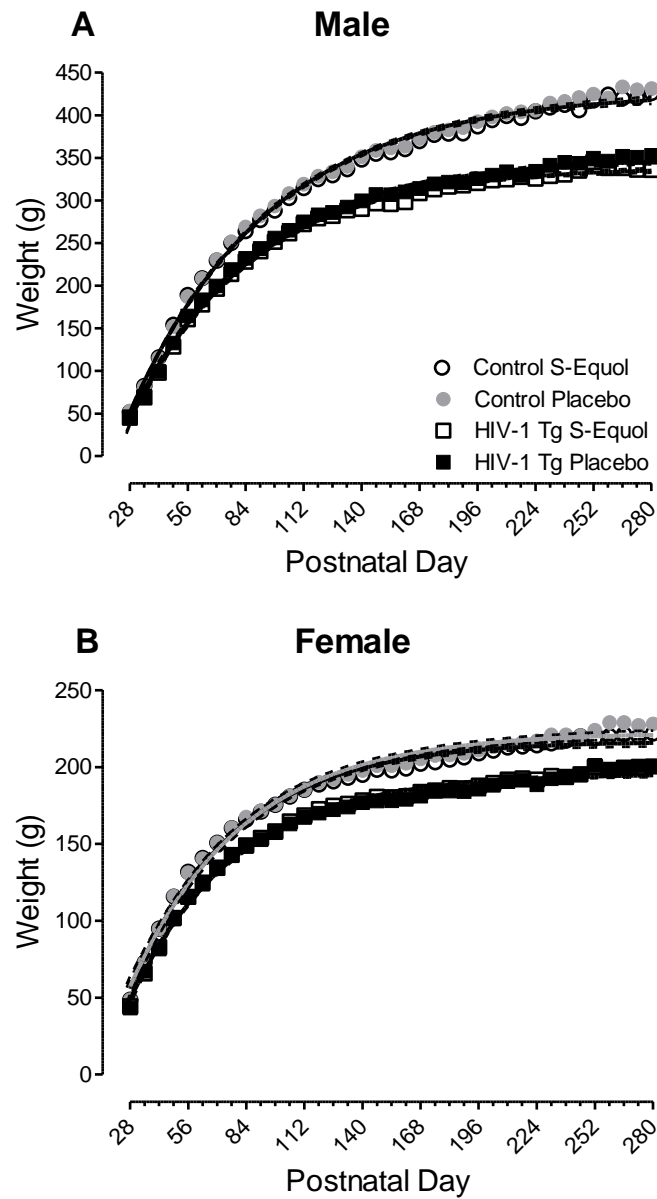 A Male
450
400
350
300
250
200
150
100
50
0
Weight (g)
Control S-Equol
Control Placebo
HIV-1 Tg S-Equol
HIV-1 Tg Placebo
28 56 84 112 140 168 196 224 252 280
Postnatal Day
B Female
250
200
150
100
50
0
Weight (g)
28 56 84 112 140 168 196 224 252 280
Postnatal Day